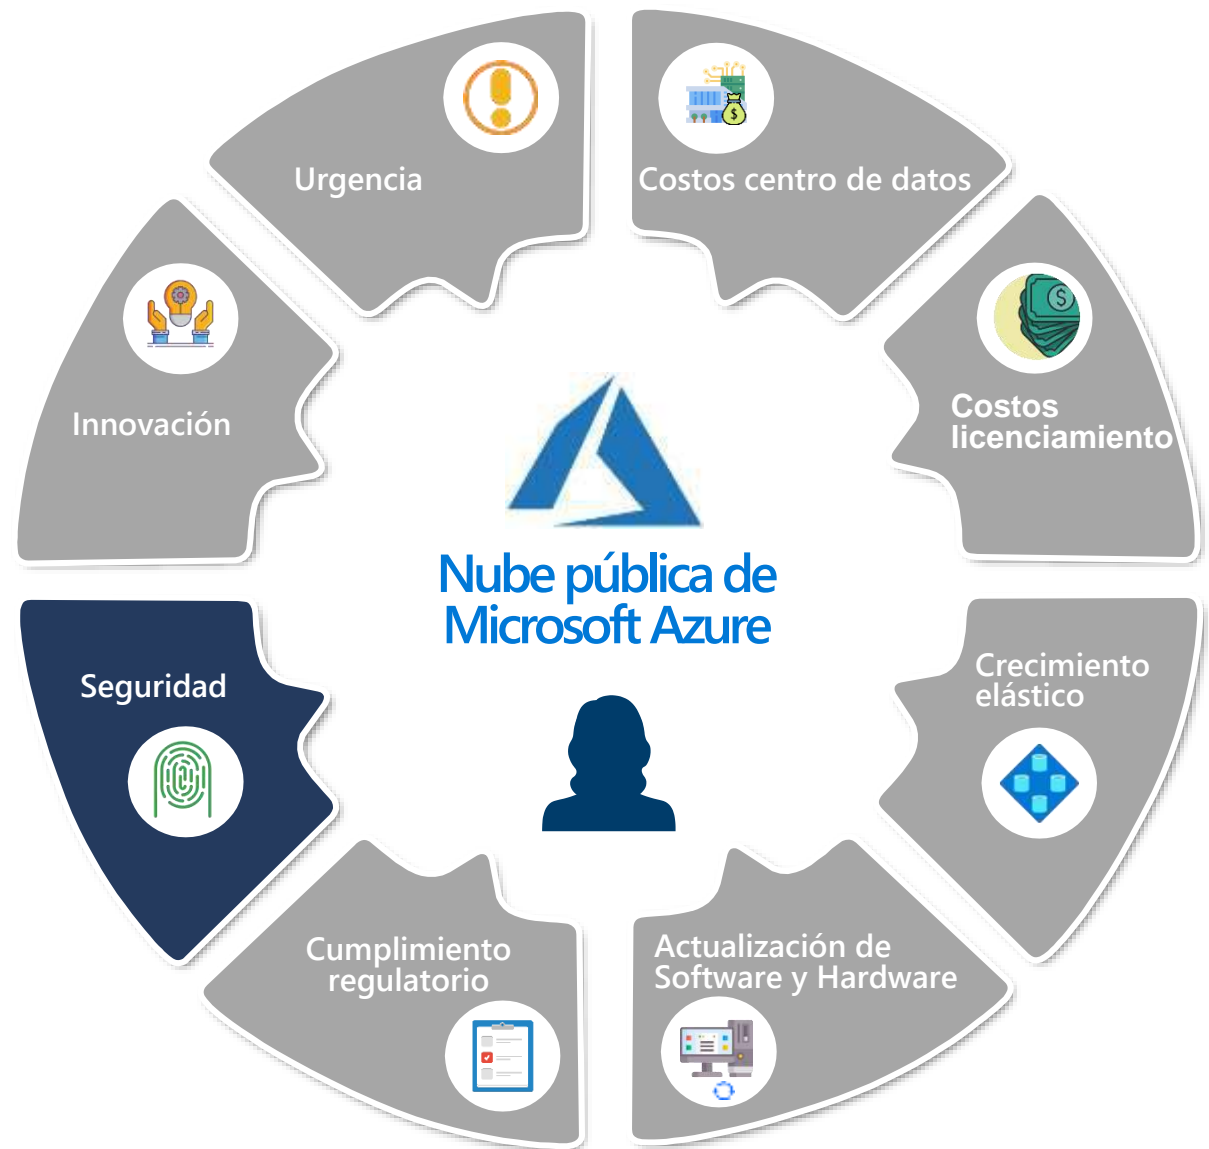 Urgencia
Costos centro de datos
Innovación
Costos
licenciamiento
Nube pública de
Microsoft Azure
Seguridad
Crecimiento
elástico
Cumplimiento
regulatorio
Actualización de
Software y Hardware